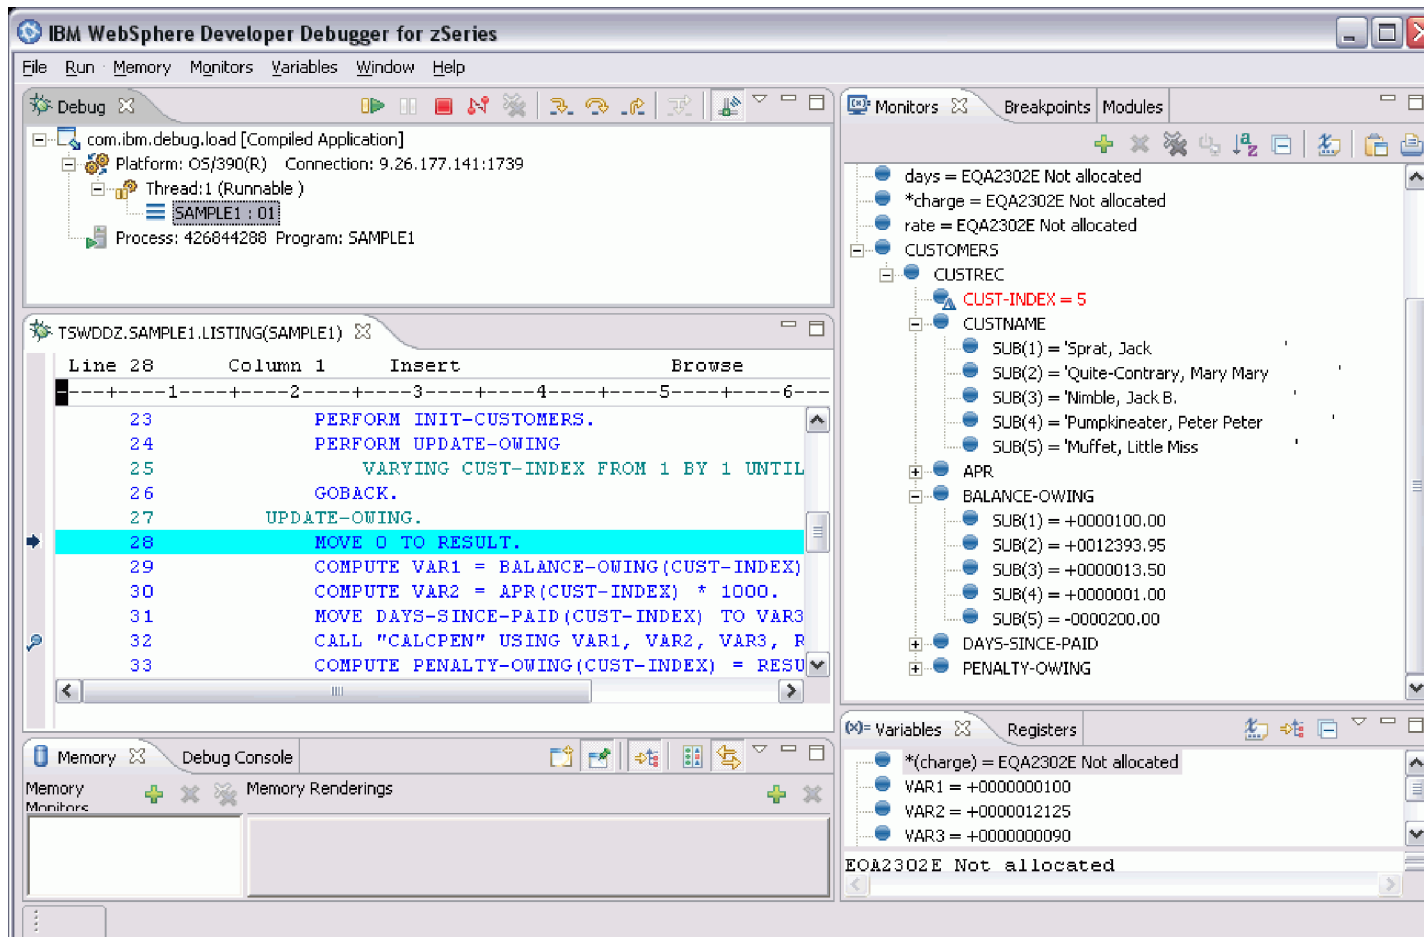 IBM WebSphere Developer Debugger for zSeries
File Run Memory Monitors Variables Window Help
Debug
com.ibm.debug.load [Compiled Application]
Platform: OS/390(R) Connection: 9.26.177.141:1739
Thread:1 (Runnable )
SAMPLE1 : 01
Process: 426844288 Program: SAMPLE1
TSWDDZ.SAMPLE1.LISTING(SAMPLE1)
Line 28 Column 1 Insert Browse
----+----1----+----2----+----3----+----4----+----5----+----6---
23 PERFORM INIT-CUSTOMERS.
24 PERFORM UPDATE-OWING
25 VARYING CUST-INDEX FROM 1 BY 1 UNTIL
26 GOBACK.
27 UPDATE-OWING.
28 MOVE 0 TO RESULT.
29 COMPUTE VAR1 = BALANCE-OWING(CUST-INDEX)
30 COMPUTE VAR2 = APR(CUST-INDEX) * 1000.
31 MOVE DAYS-SINCE-PAID(CUST-INDEX) TO VAR3
32 CALL "CALCPEN" USING VAR1, VAR2, VAR3, R
33 COMPUTE PENALTY-OWING(CUST-INDEX) = RESU
Memory Debug Console
Memory Monitors
Memory Renderings
Monitors Breakpoints Modules
days = EQA2302E Not allocated
*charge = EQA2302E Not allocated
rate = EQA2302E Not allocated
CUSTOMERS
CUSTREC
CUST-INDEX = 5
CUSTNAME
SUB(1) = 'Sprat, Jack '
SUB(2) = 'Quite-Contrary, Mary Mary '
SUB(3) = 'Nimble, Jack B. '
SUB(4) = 'Pumpkineater, Peter Peter '
SUB(5) = 'Muffet, Little Miss '
APR
BALANCE-OWING
SUB(1) = +0000100.00
SUB(2) = +0012393.95
SUB(3) = +0000013.50
SUB(4) = +0000001.00
SUB(5) = -0000200.00
DAYS-SINCE-PAID
PENALTY-OWING
(x)= Variables Registers
*(charge) = EQA2302E Not allocated
VAR1 = +0000000100
VAR2 = +0000012125
VAR3 = +0000000090
EQA2302E Not allocated